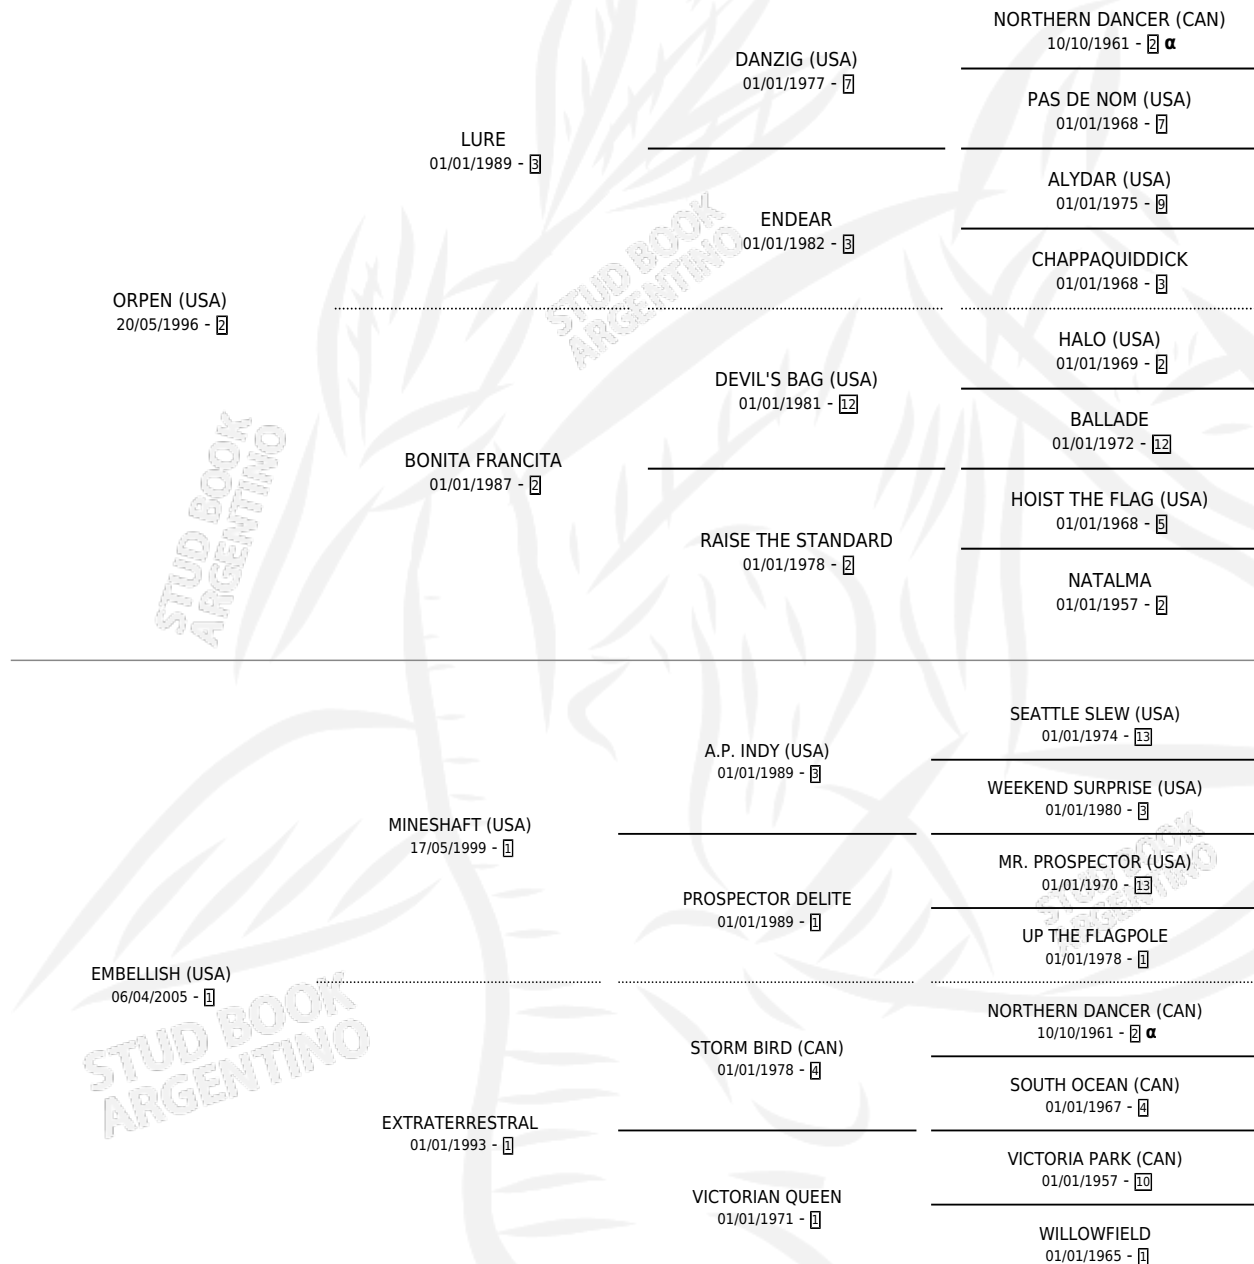 NORTHERN DANCER (CAN)
10/10/1961 - 2 α
DANZIG (USA)
01/01/1977 - 7
PAS DE NOM (USA)
01/01/1968 - 7
LURE
01/01/1989 - 3
ALYDAR (USA)
01/01/1975 - 9
ENDEAR
01/01/1982 - 3
CHAPPAQUIDDICK
01/01/1968 - 3
ORPEN (USA)
20/05/1996 - 2
HALO (USA)
01/01/1969 - 2
DEVIL'S BAG (USA)
01/01/1981 - 12
BALLADE
01/01/1972 - 12
BONITA FRANCITA
01/01/1987 - 2
HOIST THE FLAG (USA)
01/01/1968 - 5
RAISE THE STANDARD
01/01/1978 - 2
NATALMA
01/01/1957 - 2
SEATTLE SLEW (USA)
01/01/1974 - 13
A.P. INDY (USA)
01/01/1989 - 3
WEEKEND SURPRISE (USA)
01/01/1980 - 3
MINESHAFT (USA)
17/05/1999 - 1
MR. PROSPECTOR (USA)
01/01/1970 - 13
PROSPECTOR DELITE
01/01/1989 - 1
UP THE FLAGPOLE
01/01/1978 - 1
EMBELLISH (USA)
06/04/2005 - 1
NORTHERN DANCER (CAN)
10/10/1961 - 2 α
STORM BIRD (CAN)
01/01/1978 - 4
SOUTH OCEAN (CAN)
01/01/1967 - 4
EXTRATERRESTRAL
01/01/1993 - 1
VICTORIA PARK (CAN)
01/01/1957 - 10
VICTORIAN QUEEN
01/01/1971 - 1
WILLOWFIELD
01/01/1965 - 1
STUD BOOK
ARGENTINO
STUD BOOK
ARGENTINO
STUD BOOK
ARGENTINO
STUD BOOK
ARGENTINO